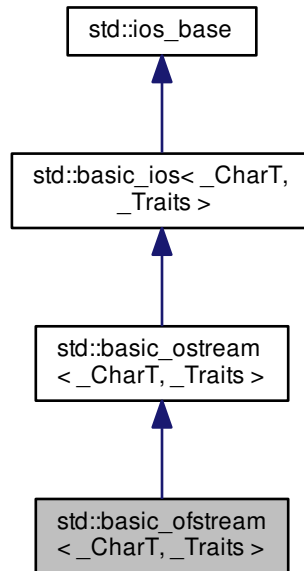 std::ios_base
std::basic_ios< _CharT,
_Traits >
std::basic_ostream
< _CharT, _Traits >
std::basic_ofstream
< _CharT, _Traits >